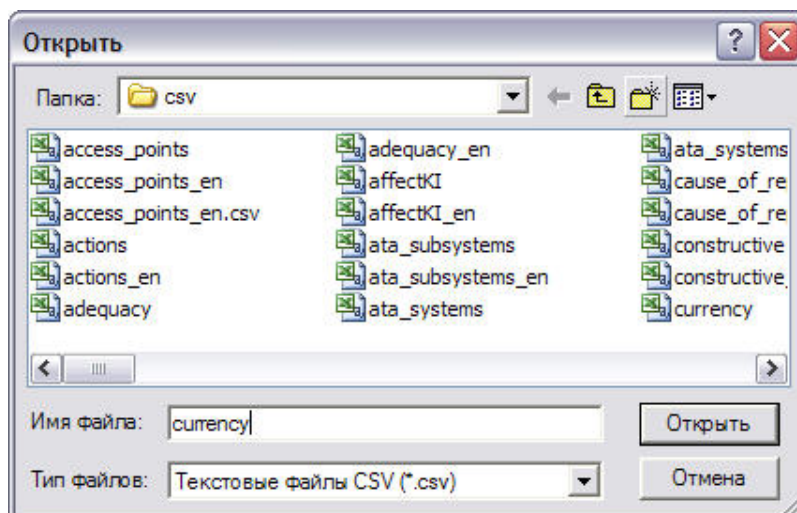 Открыть
Папка: csv
access_points adequacy_en ata_systems
access_points_en affectKI cause_of_re
access_points_en.csv affectKI_en cause_of_re
actions ata_subsystems constructive
actions_en ata_subsystems_en constructive_
adequacy ata_systems currency
Имя файла: currency Открыть
Тип файлов: Текстовые файлы CSV (*.csv) Отмена